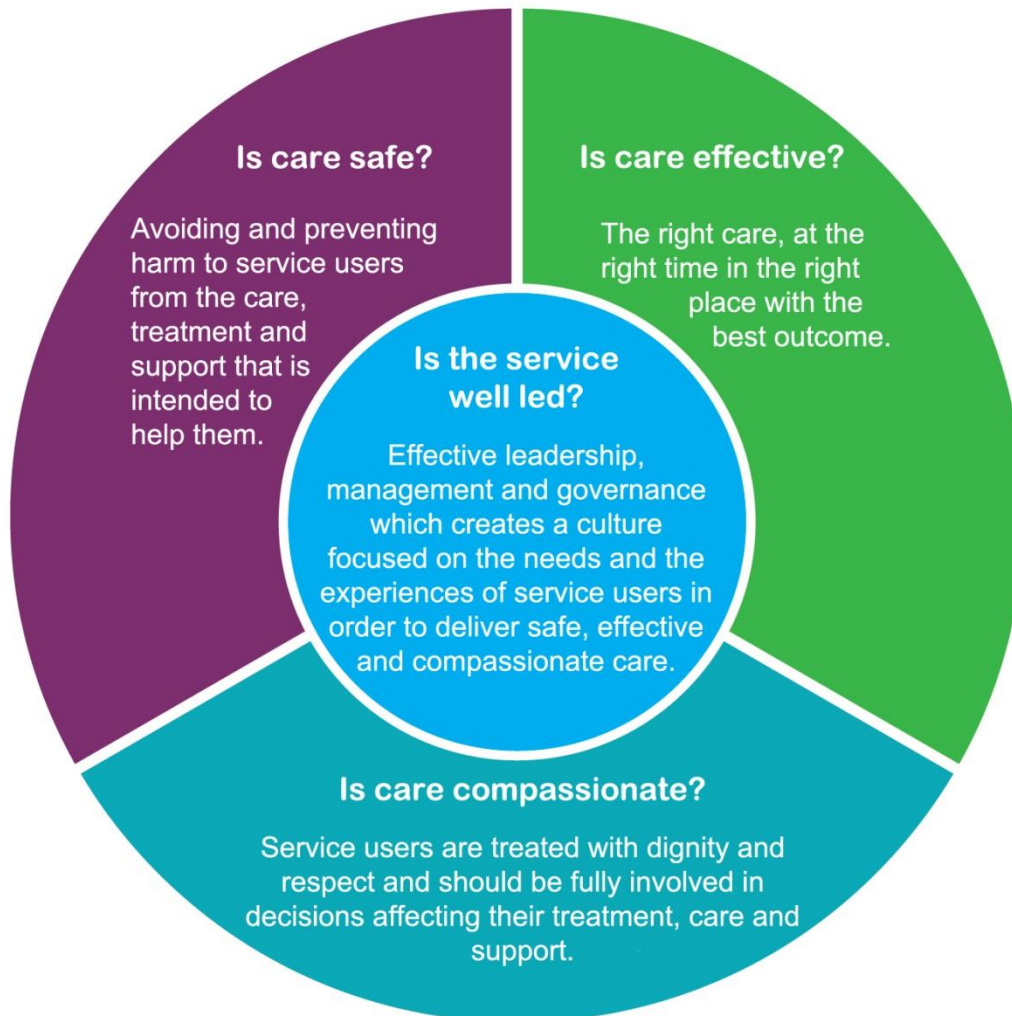 Is care safe?
Avoiding and preventing
harm to service users
from the care,
treatment and
support that is
intended to
help them.
Is care effective?
The right care, at the
right time in the right
place with the
best outcome.
Is the service
well led?
Effective leadership,
management and governance
which creates a culture
focused on the needs and the
experiences of service users in
order to deliver safe, effective
and compassionate care.
Is care compassionate?
Service users are treated with dignity and
respect and should be fully involved in
decisions affecting their treatment, care and
support.